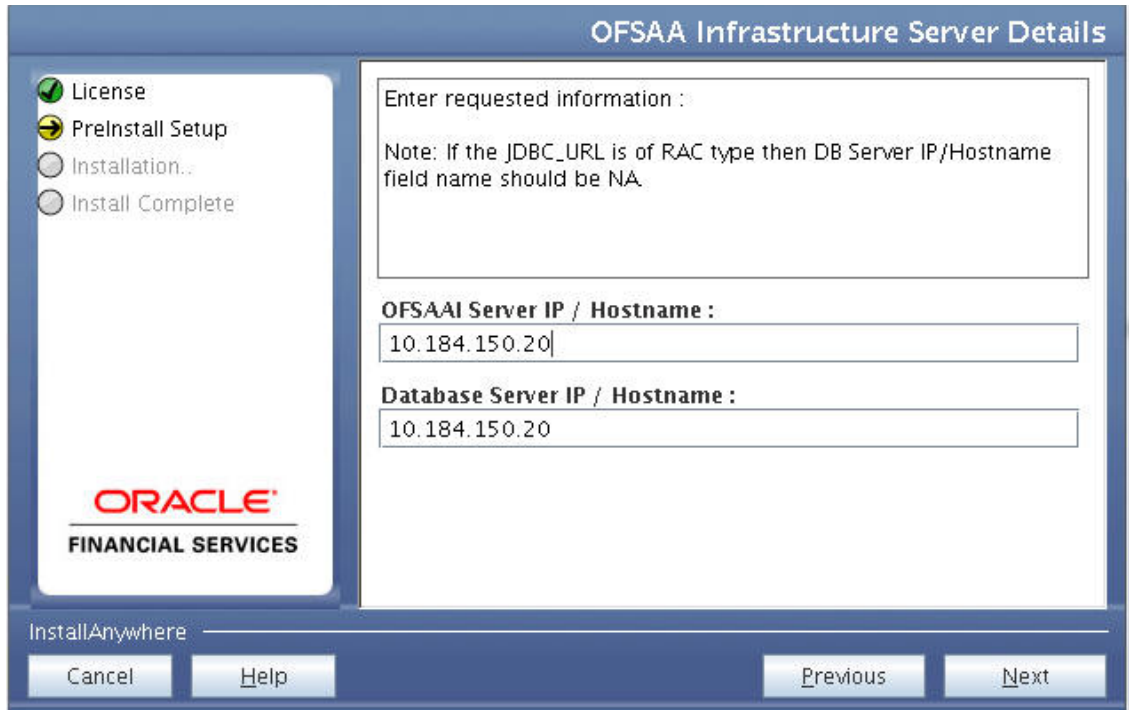 OFSAA Infrastructure Server Details
License
PreInstall Setup
Installation..
Install Complete
Enter requested information :
Note: If the JDBC_URL is of RAC type then DB Server IP/Hostname
field name should be NA.
OFSAAI Server IP / Hostname :
10.184.150.20
Database Server IP / Hostname :
10.184.150.20
ORACLE
FINANCIAL SERVICES
InstallAnywhere
Cancel
Help
Previous
Next